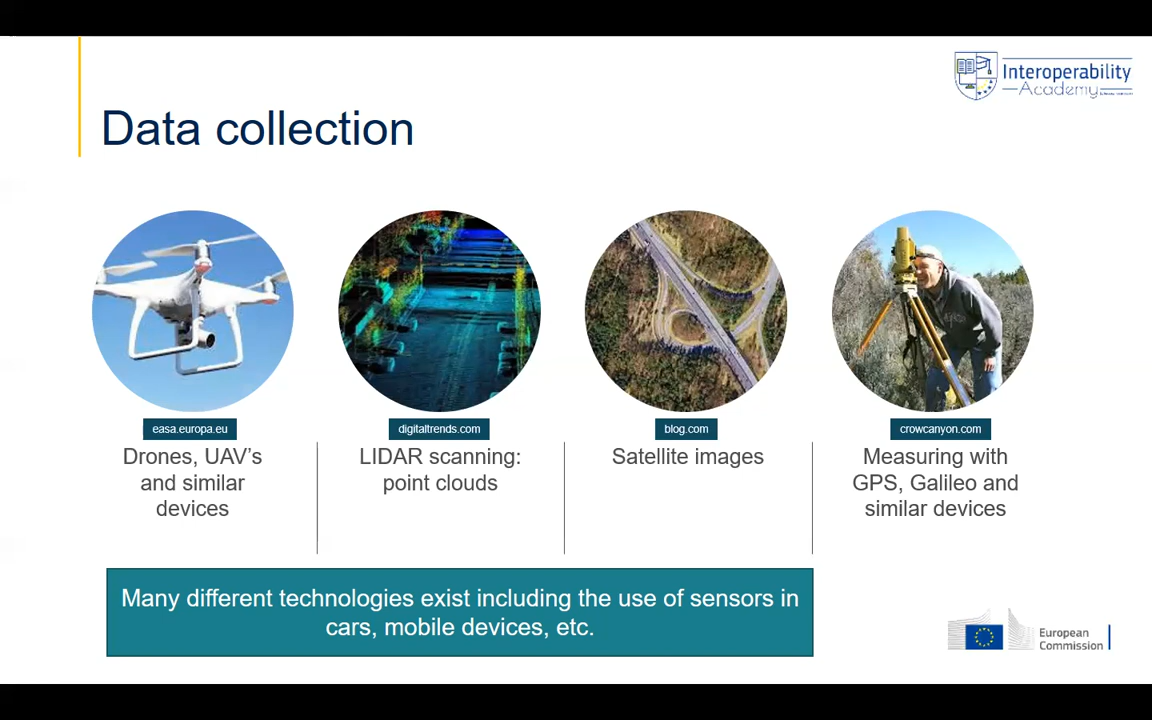 Interoperability
Academy
Data collection
easa.europa.eu
Drones, UAV's
and similar
devices
digitaltrends.com
LIDAR scanning:
point clouds
blog.com
Satellite images
crowcanyon.com
Measuring with
GPS, Galileo and
similar devices
Many different technologies exist including the use of sensors in
cars, mobile devices, etc.
European
Commission